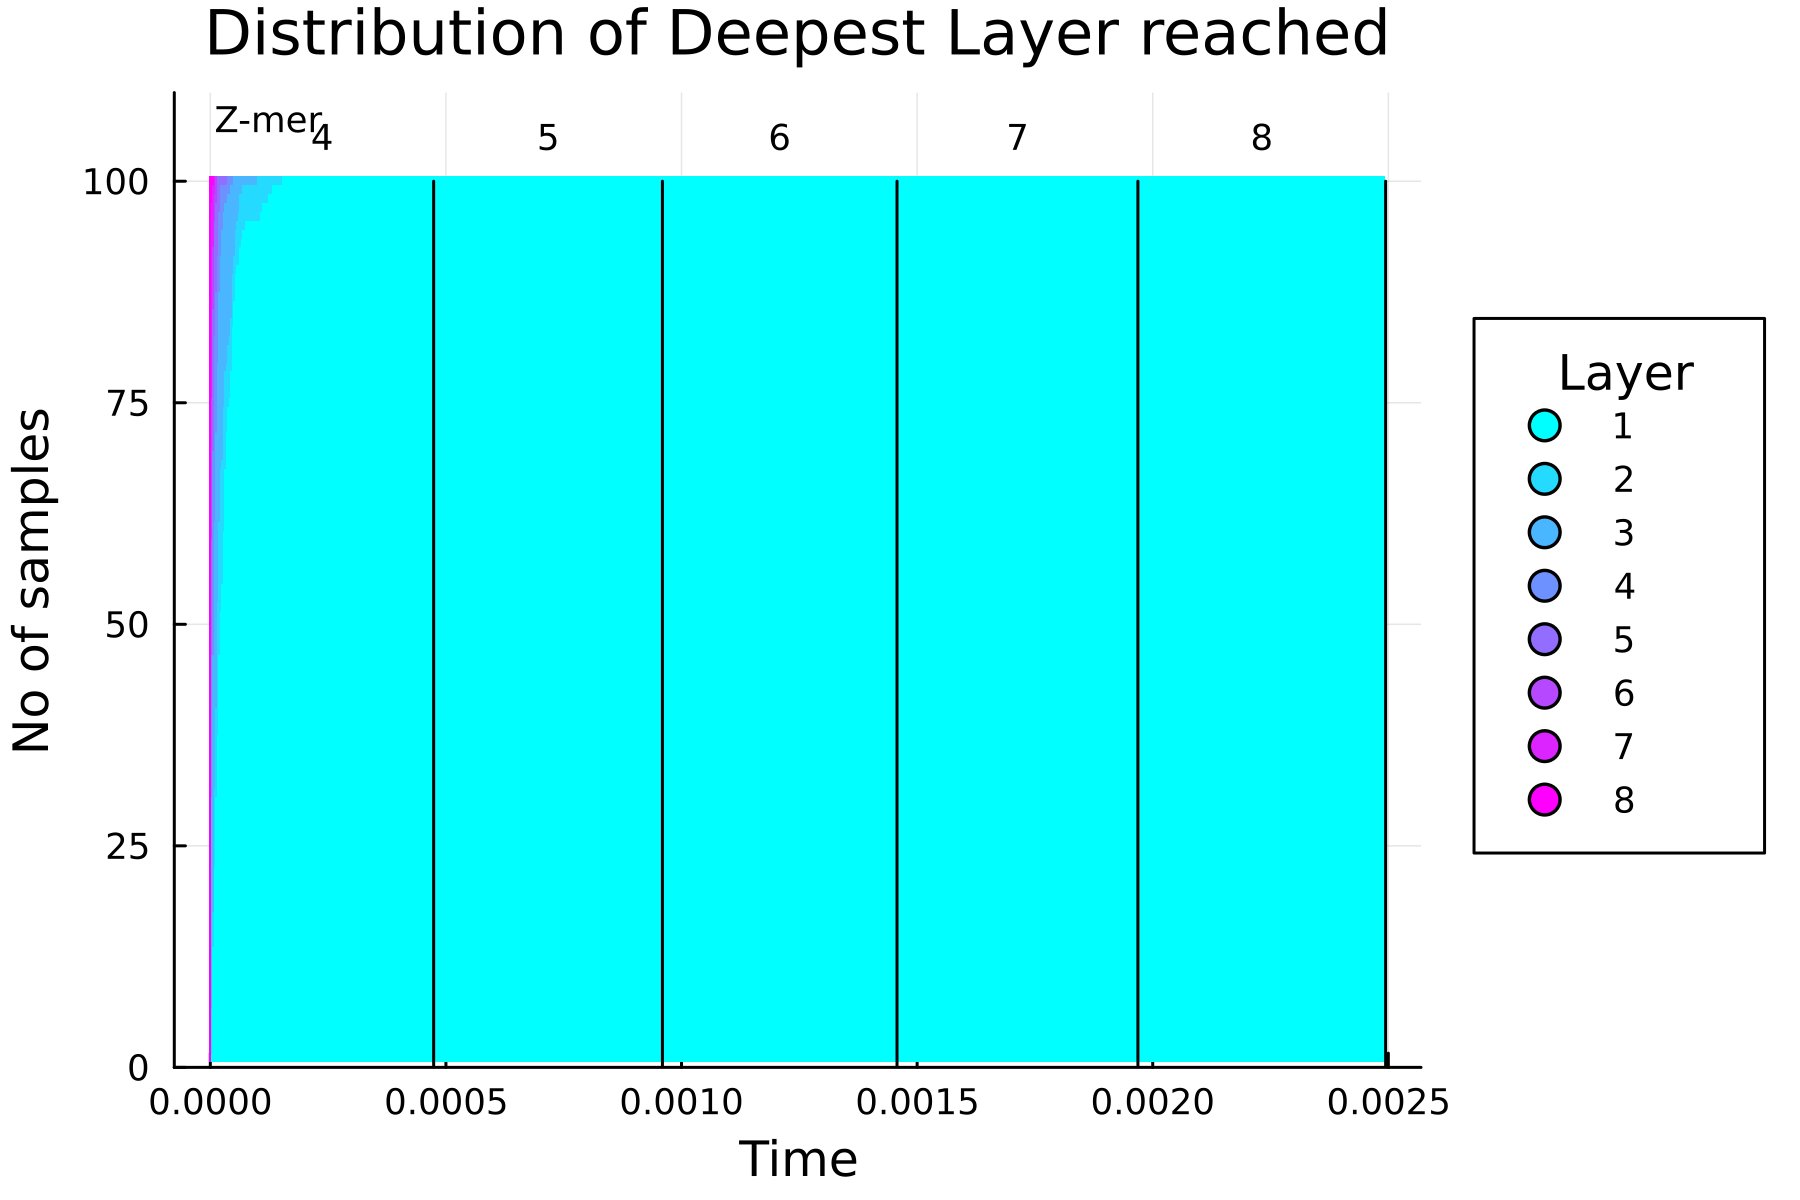 Distribution of Deepest Layer reached
Z-mer 4 5 6 7 8
100
75
50
25
0
No of samples
0.0000 0.0005 0.0010 0.0015 0.0020 0.0025
Time
Layer
1
2
3
4
5
6
7
8